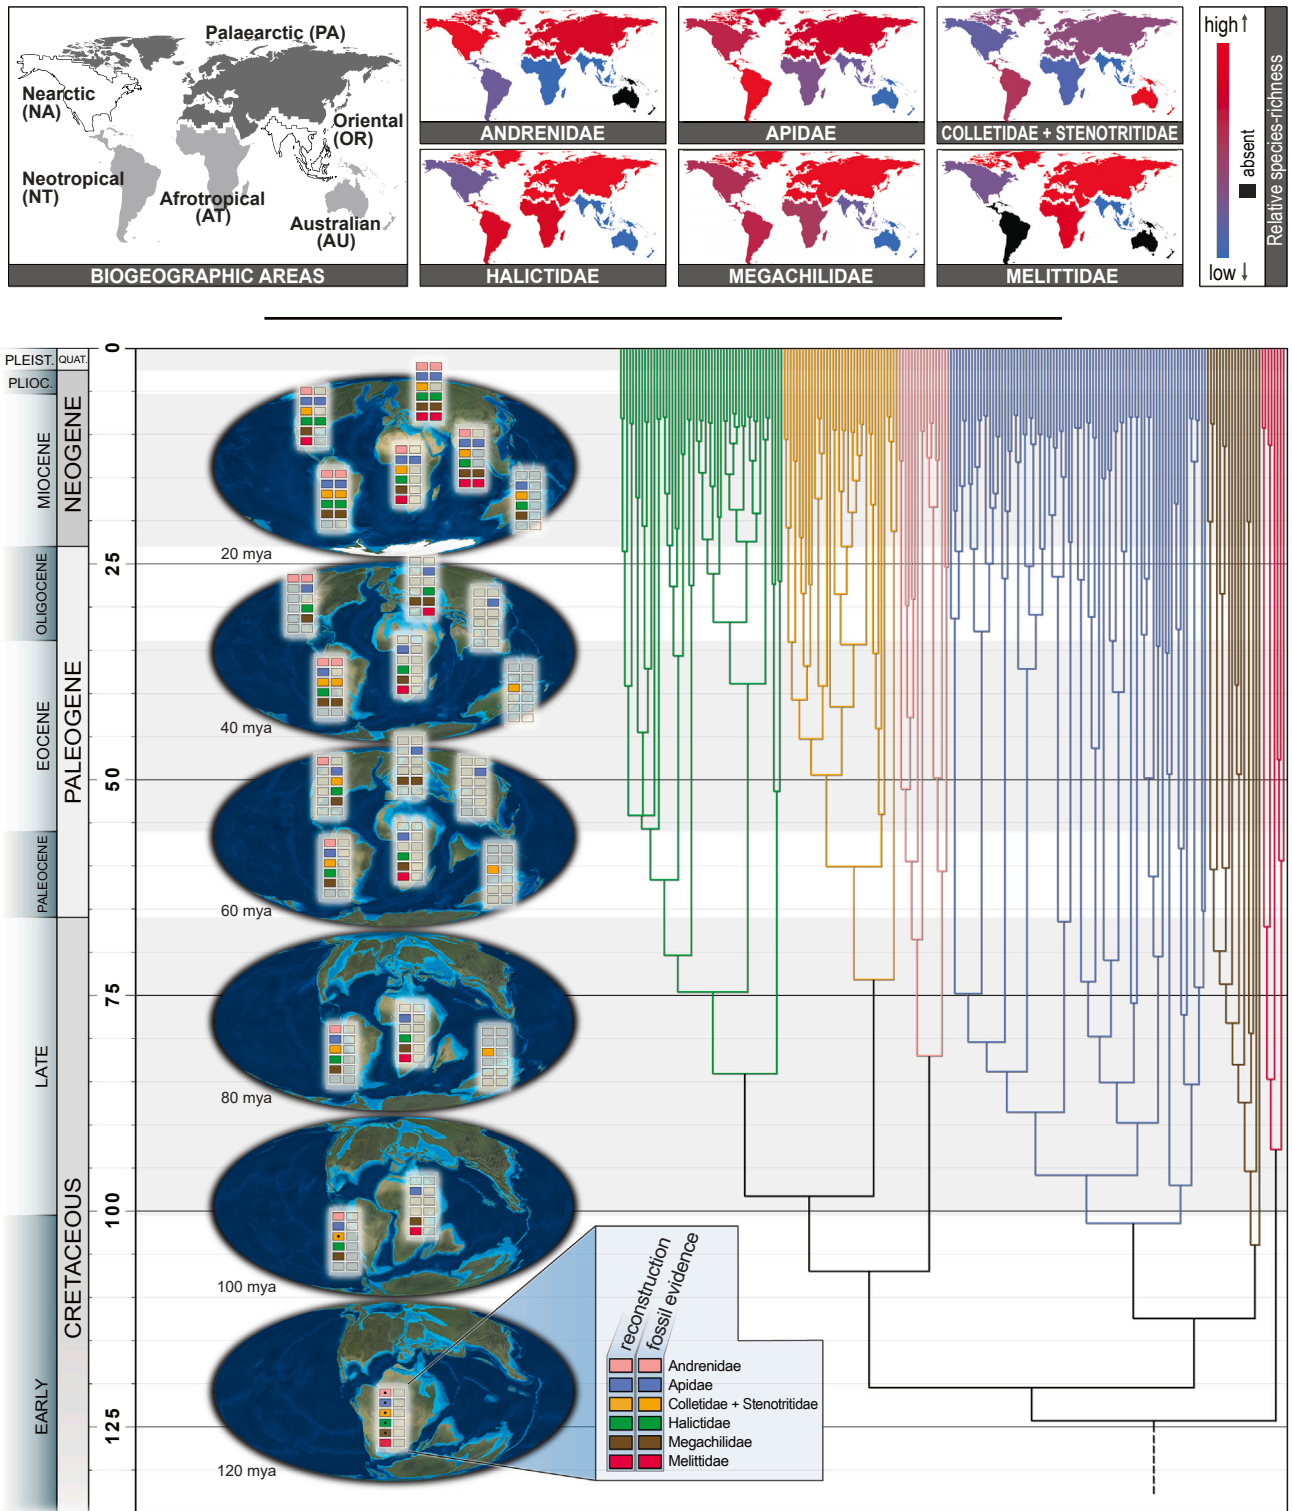 Palaearctic (PA)
Nearctic
(NA)
Oriental
(OR)
Neotropical
(NT)
Afrotropical
(AT)
Australian
(AU)
BIOGEOGRAPHIC AREAS
ANDRENIDAE
APIDAE
COLLETIDAE + STENOTRITIDAE
HALICTIDAE
MEGACHILIDAE
MELITTIDAE
high ↑
absent
low ↓
Relative species-richness
PLEIST.
QUAT.
PLIOC.
MIOCENE
NEOGENE
OLIGOCENE
EOCENE
PALEOCENE
PALEOGENE
LATE
EARLY
CRETACEOUS
0
25
50
75
100
125
20 mya
40 mya
60 mya
80 mya
100 mya
120 mya
reconstruction
fossil evidence
Andrenidae
Apidae
Colletidae + Stenotritidae
Halictidae
Megachilidae
Melittidae